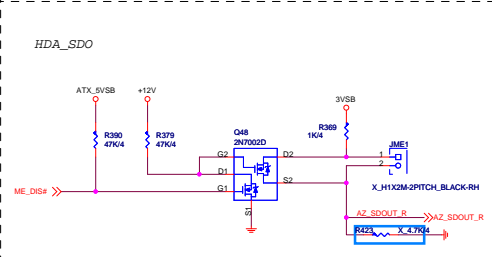 HDA_SDO
ATX_5VSB
+12V
3VSB
R390
47K/4
R379
47K/4
Q48
2N7002D
R369
1K/4
JME1
G2
D2
1
D1
2
S2
ME_DIS#
G1
X_H1X2M-2PITCH_BLACK-RH
S1
AZ_SDOUT_R
AZ_SDOUT_R
R423
X_4.7K/4